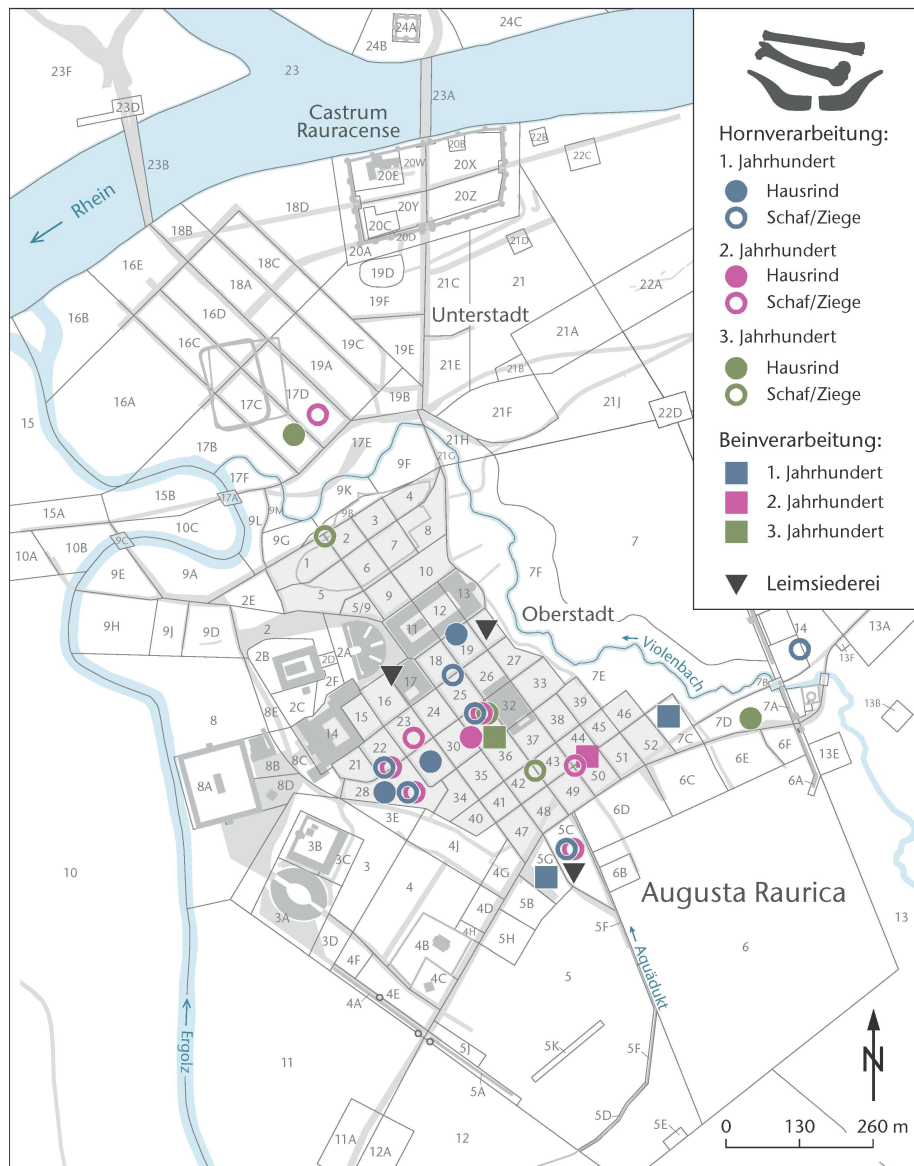 24A
24C
24B
23F
23
23D
23A
Castrum
Rauracense
23B
20B
22B
20W
20X
22C
20E
20Z
20Y
20C
20D
20A
Rhein
18D
18B
16E
18C
18A
19D
21D
21C
21
22A
16B
16D
19F
Unterstadt
16C
19C
19E
21A
19A
21E
21B
17D
16A
17C
19B
21F
21J
22D
15
17B
17E
21H
21G
17F
9F
9K
15B
17A
15A
9M
9B
4
10C
9L
3
10A
10B
9C
9G
2
8
7
7
9E
9A
1
6
10
7F
5
9
2E
5/9
13
12
Oberstadt
9H
9J
9D
2
11
2A
2B
2D
19
Violenbach
14
13A
13F
18
27
7E
2F
26
17
16
33
7B
2C
25
8E
15
39
7A
13B
8
24
32
46
23
38
45
7D
14
30
37
44
52
7C
22
6F
13E
8C
36
43
51
6E
8B
21
35
50
6A
8A
42
6C
8D
28
34
41
49
48
6D
3E
40
47
5C
4J
3B
3C
3
5G
4G
6B
10
4
5B
Augusta Raurica
3A
4D
4H
5H
5F
13
3D
4B
6
4F
4C
5
4E
4A
Aquädukt
Ergolz
5K
5F
5J
11
5A
5D
5E
11A
12A
12
Hornverarbeitung:
1. Jahrhundert
Hausrind
Schaf/Ziege
2. Jahrhundert
Hausrind
Schaf/Ziege
3. Jahrhundert
Hausrind
Schaf/Ziege
Beinverarbeitung:
1. Jahrhundert
2. Jahrhundert
3. Jahrhundert
Leimsiederei
N
0 130 260 m